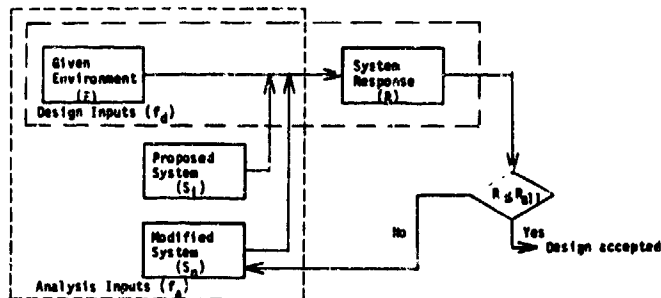 Given
Environment
(E)
System
Response
(R)
Design Inputs (f_d)
Proposed
System
(S_i)
R ≤ R_all
Modified
System
(S_n)
No
Yes
Design accepted
Analysis Inputs (f_A)